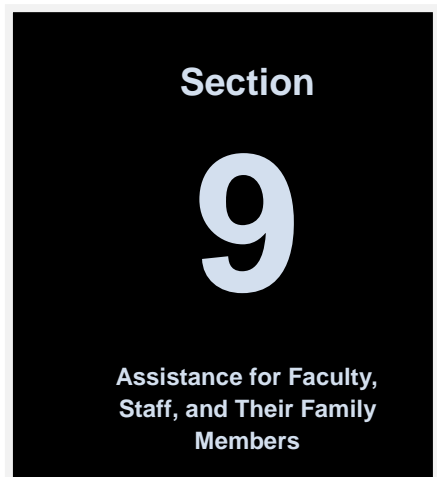 Section
9
Assistance for Faculty,
Staff, and Their Family
Members